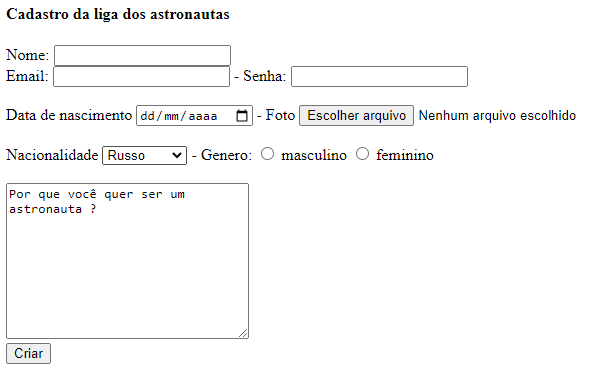 Cadastro da liga dos astronautas
Nome:
Email: - Senha:
Data de nascimento dd/mm/aaaa - Foto Escolher arquivo Nenhum arquivo escolhido
Nacionalidade Russo - Genero: masculino feminino
Por que você quer ser um
astronauta ?
Criar